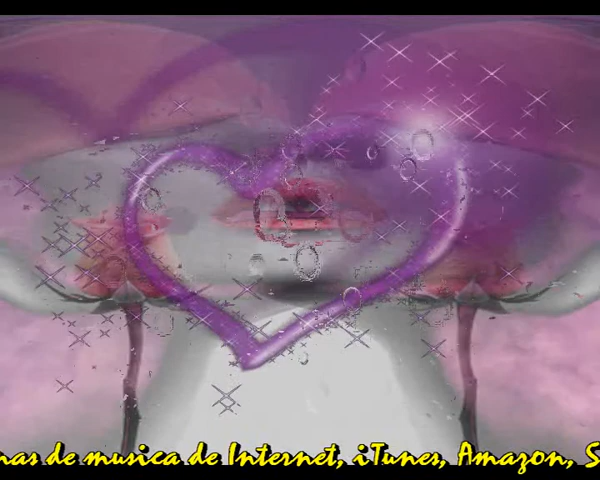 nas de musica de Internet, iTunes, Amazon, S